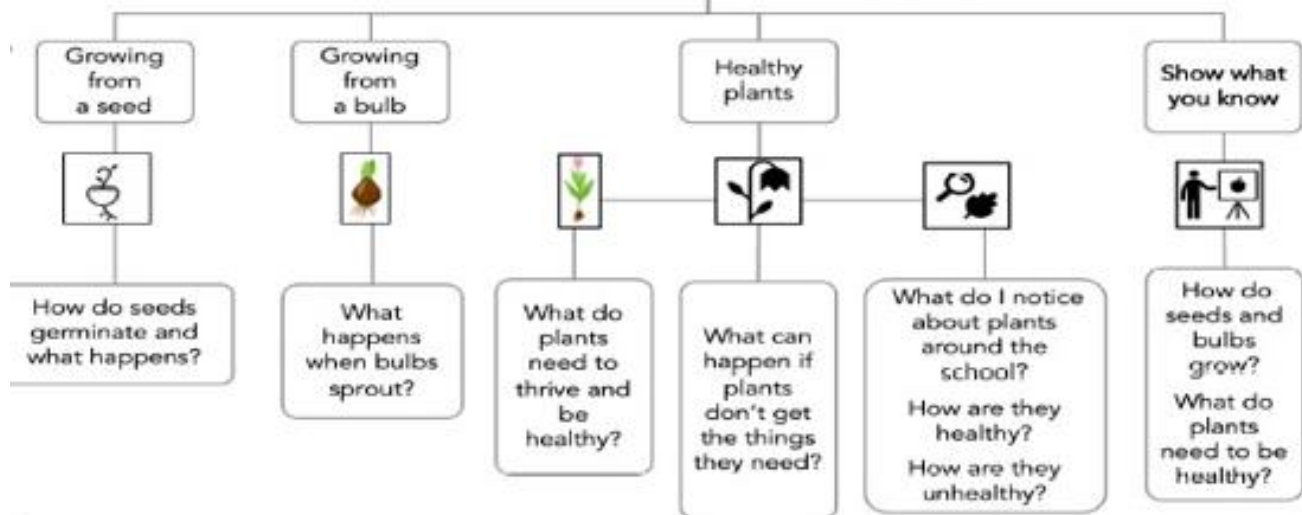 Growing
from
a seed
Growing
from
a bulb
Healthy
plants
Show what
you know
How do seeds
germinate and
what happens?
What
happens
when bulbs
sprout?
What do
plants
need to
thrive and
be
healthy?
What can
happen if
plants
don't get
the things
they need?
What do I notice
about plants
around the
school?
How are they
healthy?
How are they
unhealthy?
How do
seeds and
bulbs
grow?
What do
plants
need to be
healthy?